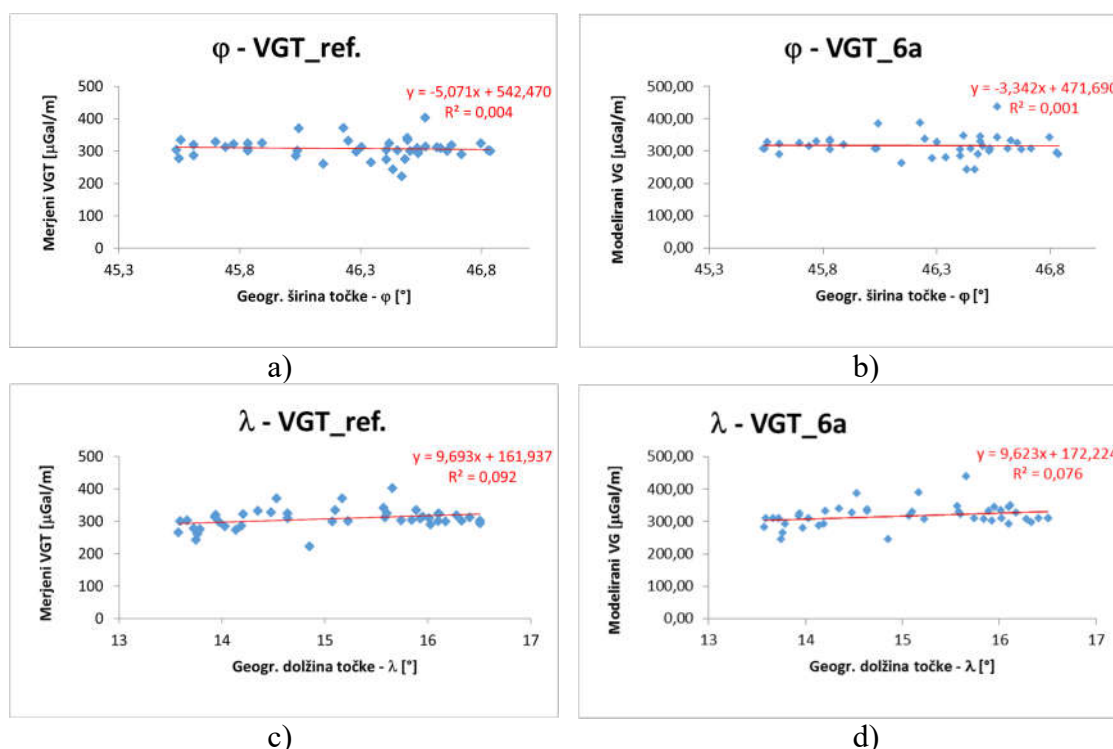 φ - VGT_ref.
y = -5,071x + 542,470
R² = 0,004
Merjeni VGT [µGal/m]
500
400
300
200
100
0
45,3
45,8
46,3
46,8
Geogr. širina točke - φ [°]
a)
φ - VGT_6a
y = -3,342x + 471,690
R² = 0,001
Modelirani VG [µGal/m]
500,00
400,00
300,00
200,00
100,00
0,00
45,3
45,8
46,3
46,8
Geogr. širina točke - φ [°]
b)
λ - VGT_ref.
y = 9,693x + 161,937
R² = 0,092
Merjeni VGT [µGal/m]
500
400
300
200
100
0
13
14
15
16
17
Geogr. dolžina točke - λ [°]
c)
λ - VGT_6a
y = 9,623x + 172,224
R² = 0,076
Modelirani VG [µGal/m]
500,00
400,00
300,00
200,00
100,00
0,00
13
14
15
16
17
Geogr. dolžina točke - λ [°]
d)